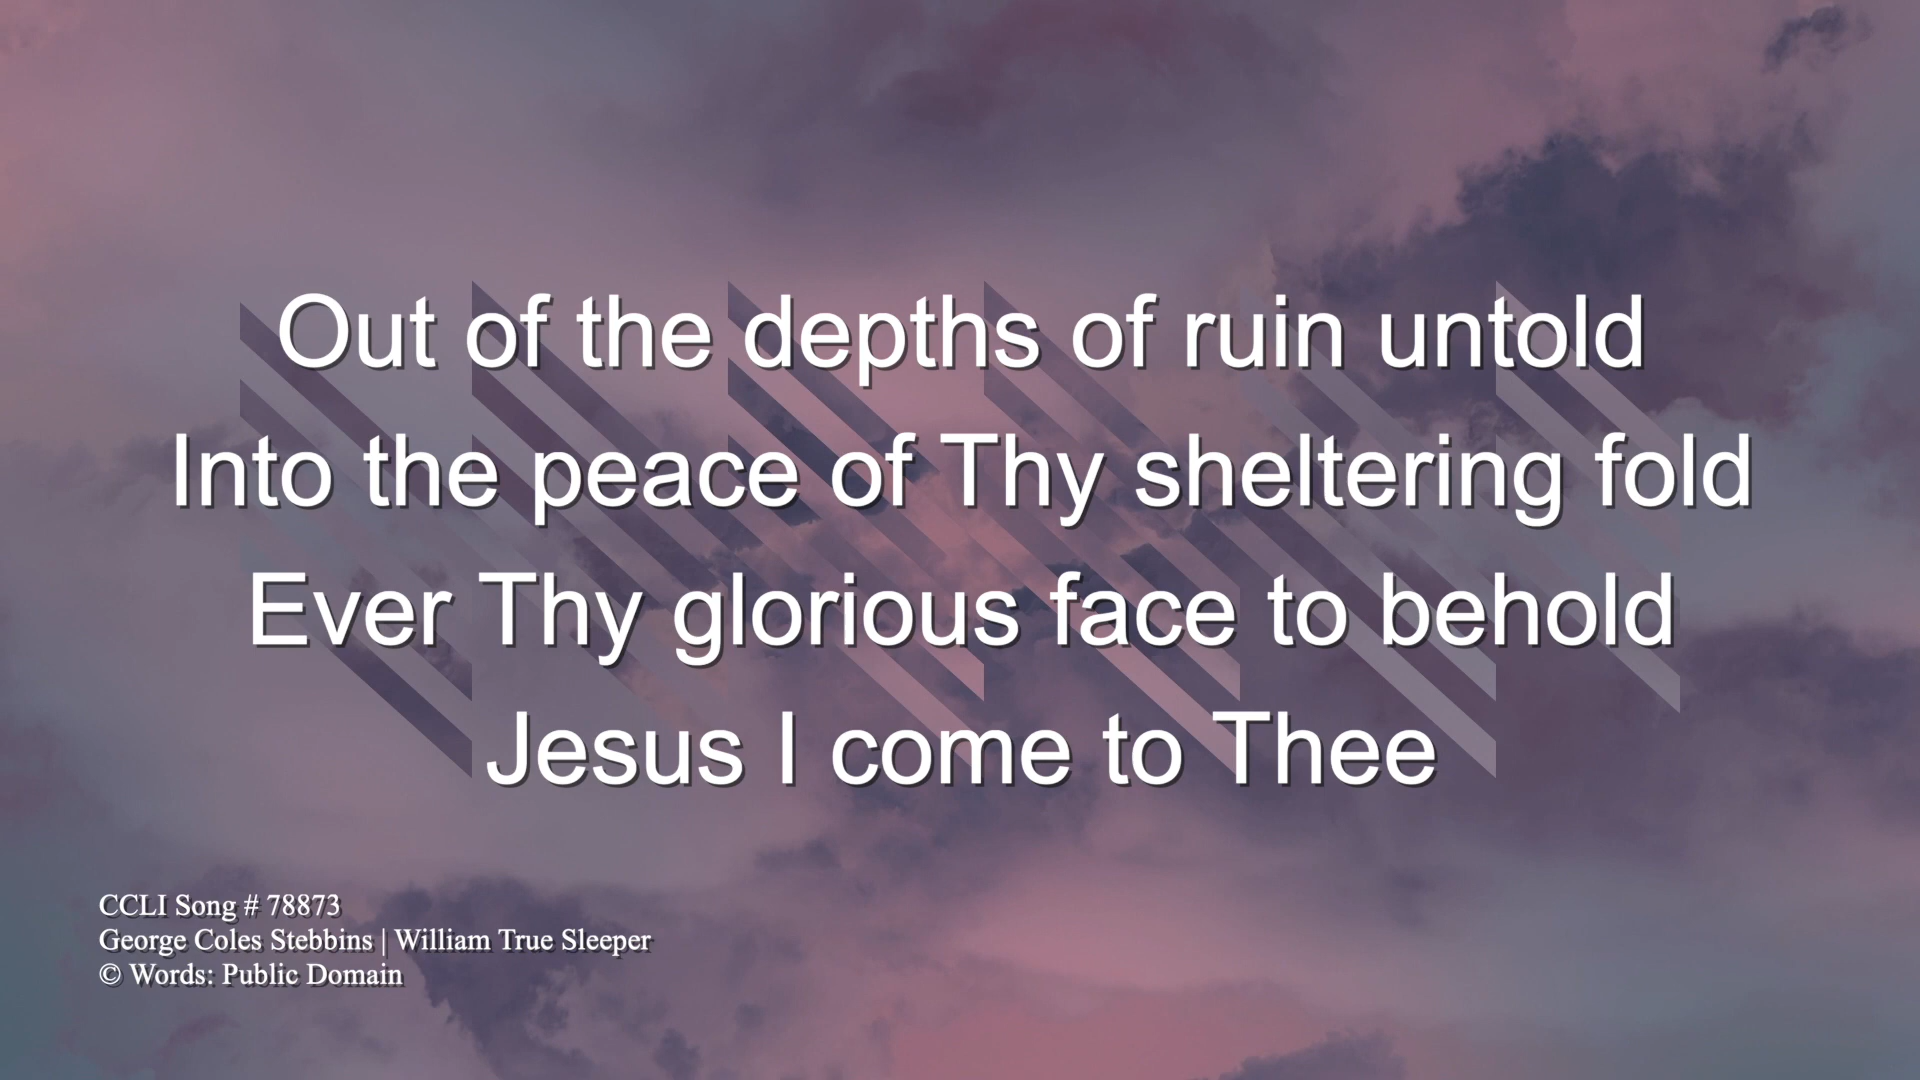 Out of the depths of ruin untold
Into the peace of Thy sheltering fold
Ever Thy glorious face to behold
Jesus I come to Thee
CCLI Song # 78873
George Coles Stebbins | William True Sleeper
© Words: Public Domain